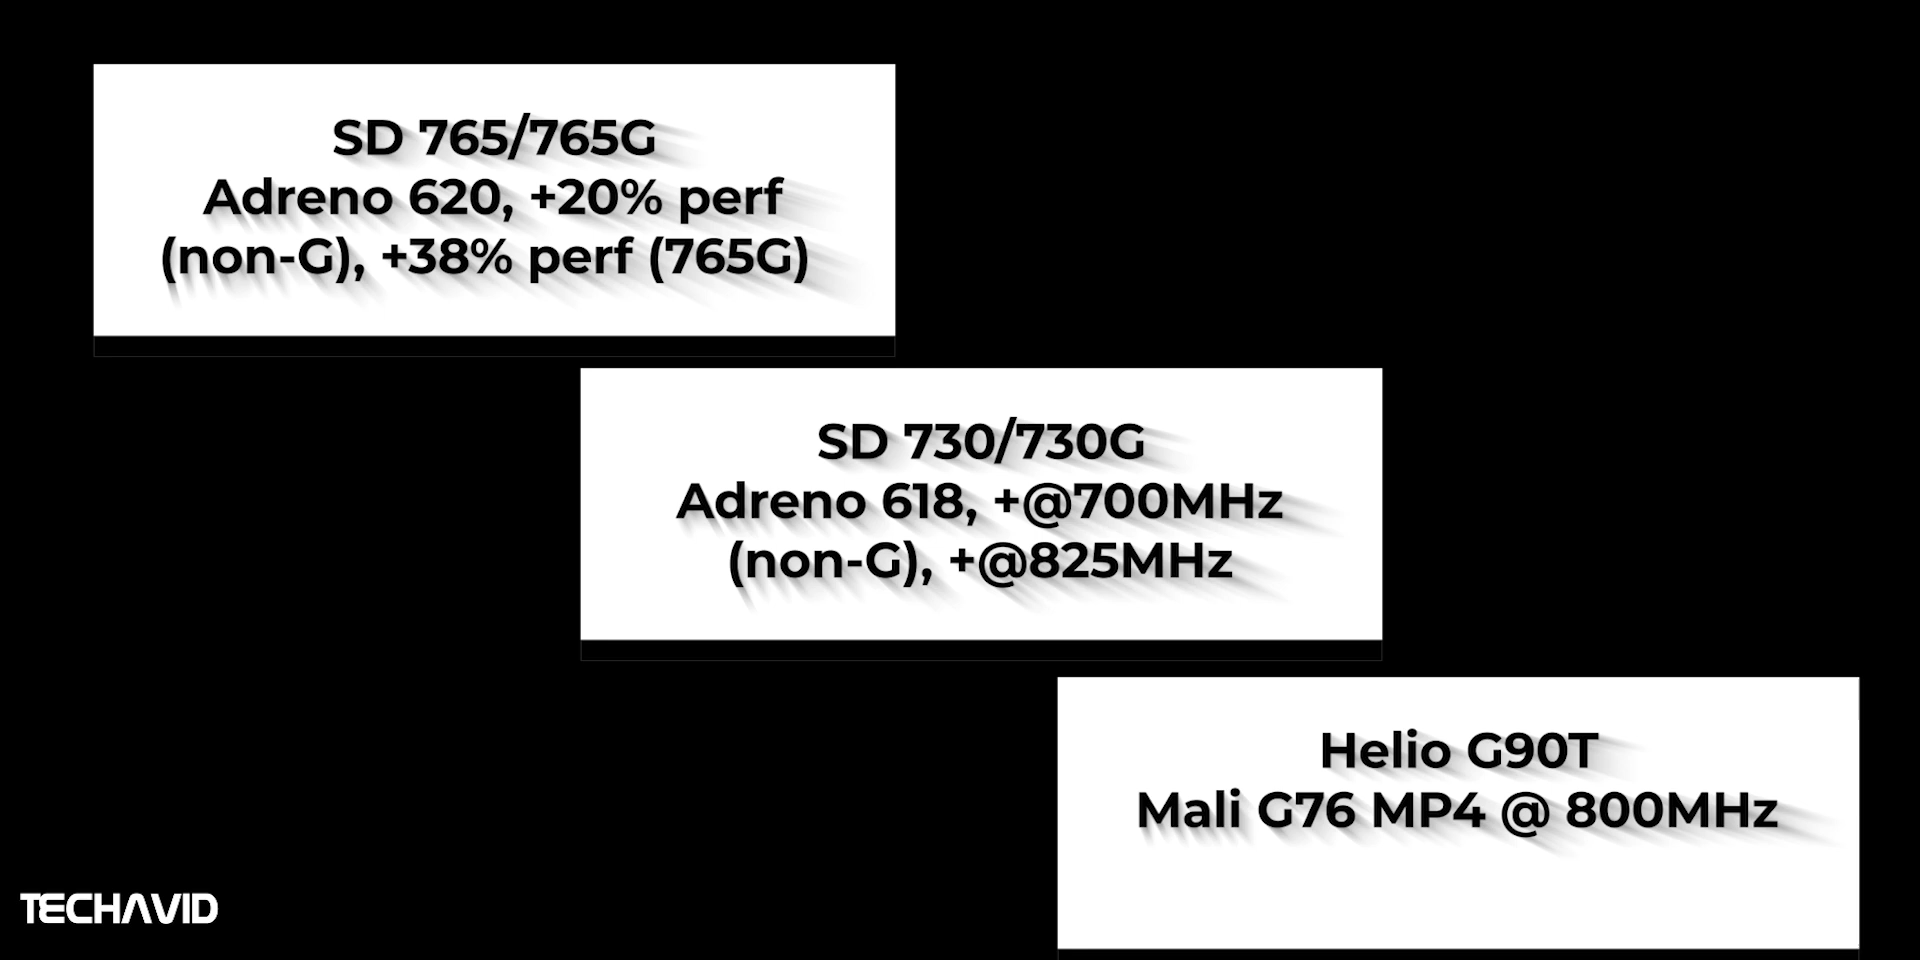 SD 765/765G
Adreno 620, +20% perf
(non-G), +38% perf (765G)
SD 730/730G
Adreno 618, +@700MHz
(non-G), +@825MHz
Helio G90T
Mali G76 MP4 @ 800MHz
TECHAVID